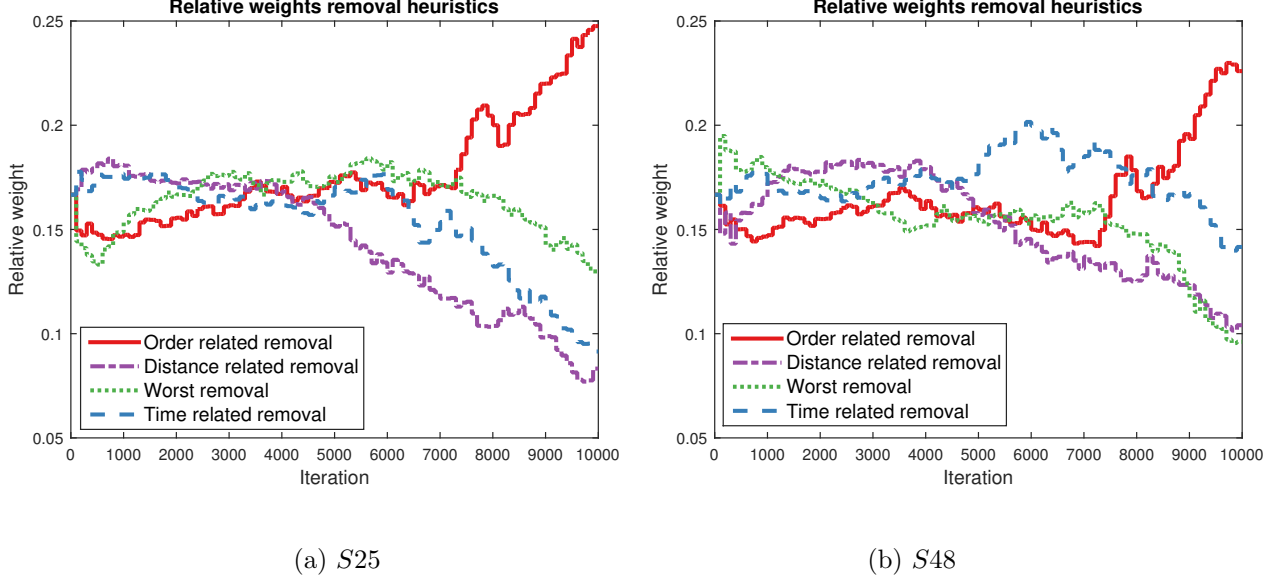 Relative weights removal heuristics
0.25
0.2
0.15
0.1
0.05
Relative weight
Order related removal
Distance related removal
Worst removal
Time related removal
0 1000 2000 3000 4000 5000 6000 7000 8000 9000 10000
Iteration
(a) S25
Relative weights removal heuristics
0.25
0.2
0.15
0.1
0.05
Relative weight
Order related removal
Distance related removal
Worst removal
Time related removal
0 1000 2000 3000 4000 5000 6000 7000 8000 9000 10000
Iteration
(b) S48